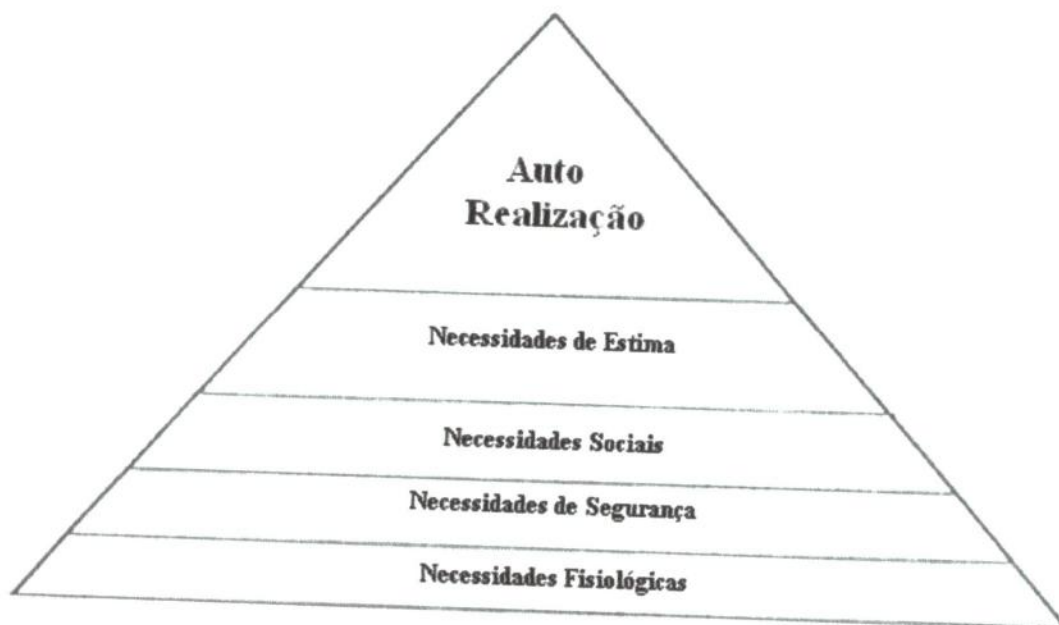 Auto
Realização
Necessidades de Estima
Necessidades Sociais
Necessidades de Segurança
Necessidades Fisiológicas